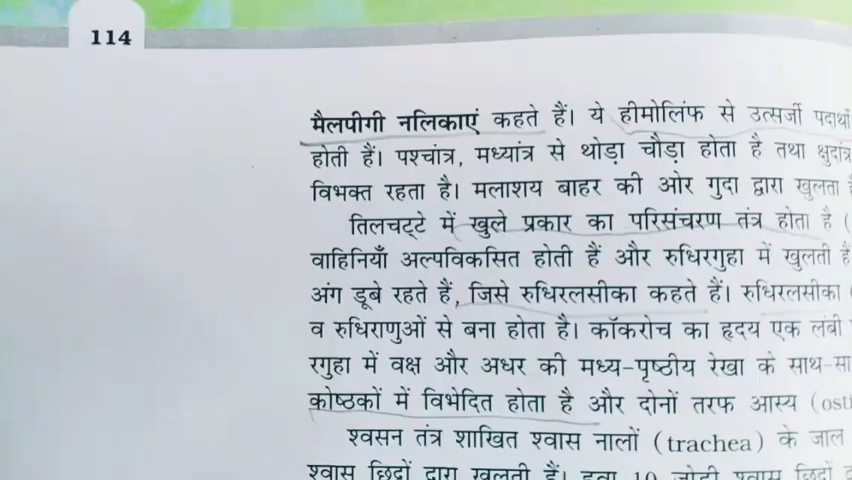 114
मैलपीगी नलिकाएं कहते हैं। ये हीमोलिंफ से उत्सर्जी पदार्थों
होती हैं। पश्चांत्र, मध्यांत्र से थोड़ा चौड़ा होता है तथा क्षुदांत्र
विभक्त रहता है। मलाशय बाहर की ओर गुदा द्वारा खुलता
तिलचट्टे में खुले प्रकार का परिसंचरण तंत्र होता है (
वाहिनियाँ अल्पविकसित होती हैं और रुधिरगुहा में खुलती हैं
अंग डूबे रहते हैं, जिसे रुधिरलसीका कहते हैं। रुधिरलसीका (
व रुधिराणुओं से बना होता है। कॉकरोच का हृदय एक लंबी
रगुहा में वक्ष और अधर की मध्य-पृष्ठीय रेखा के साथ-सा
कोष्ठकों में विभेदित होता है और दोनों तरफ आस्य (osti
श्वसन तंत्र शाखित श्वास नालों (trachea) के जाल
श्वास छिद्रों द्वारा खुलती हैं। 10 जोड़ी श्वास छिद्रों